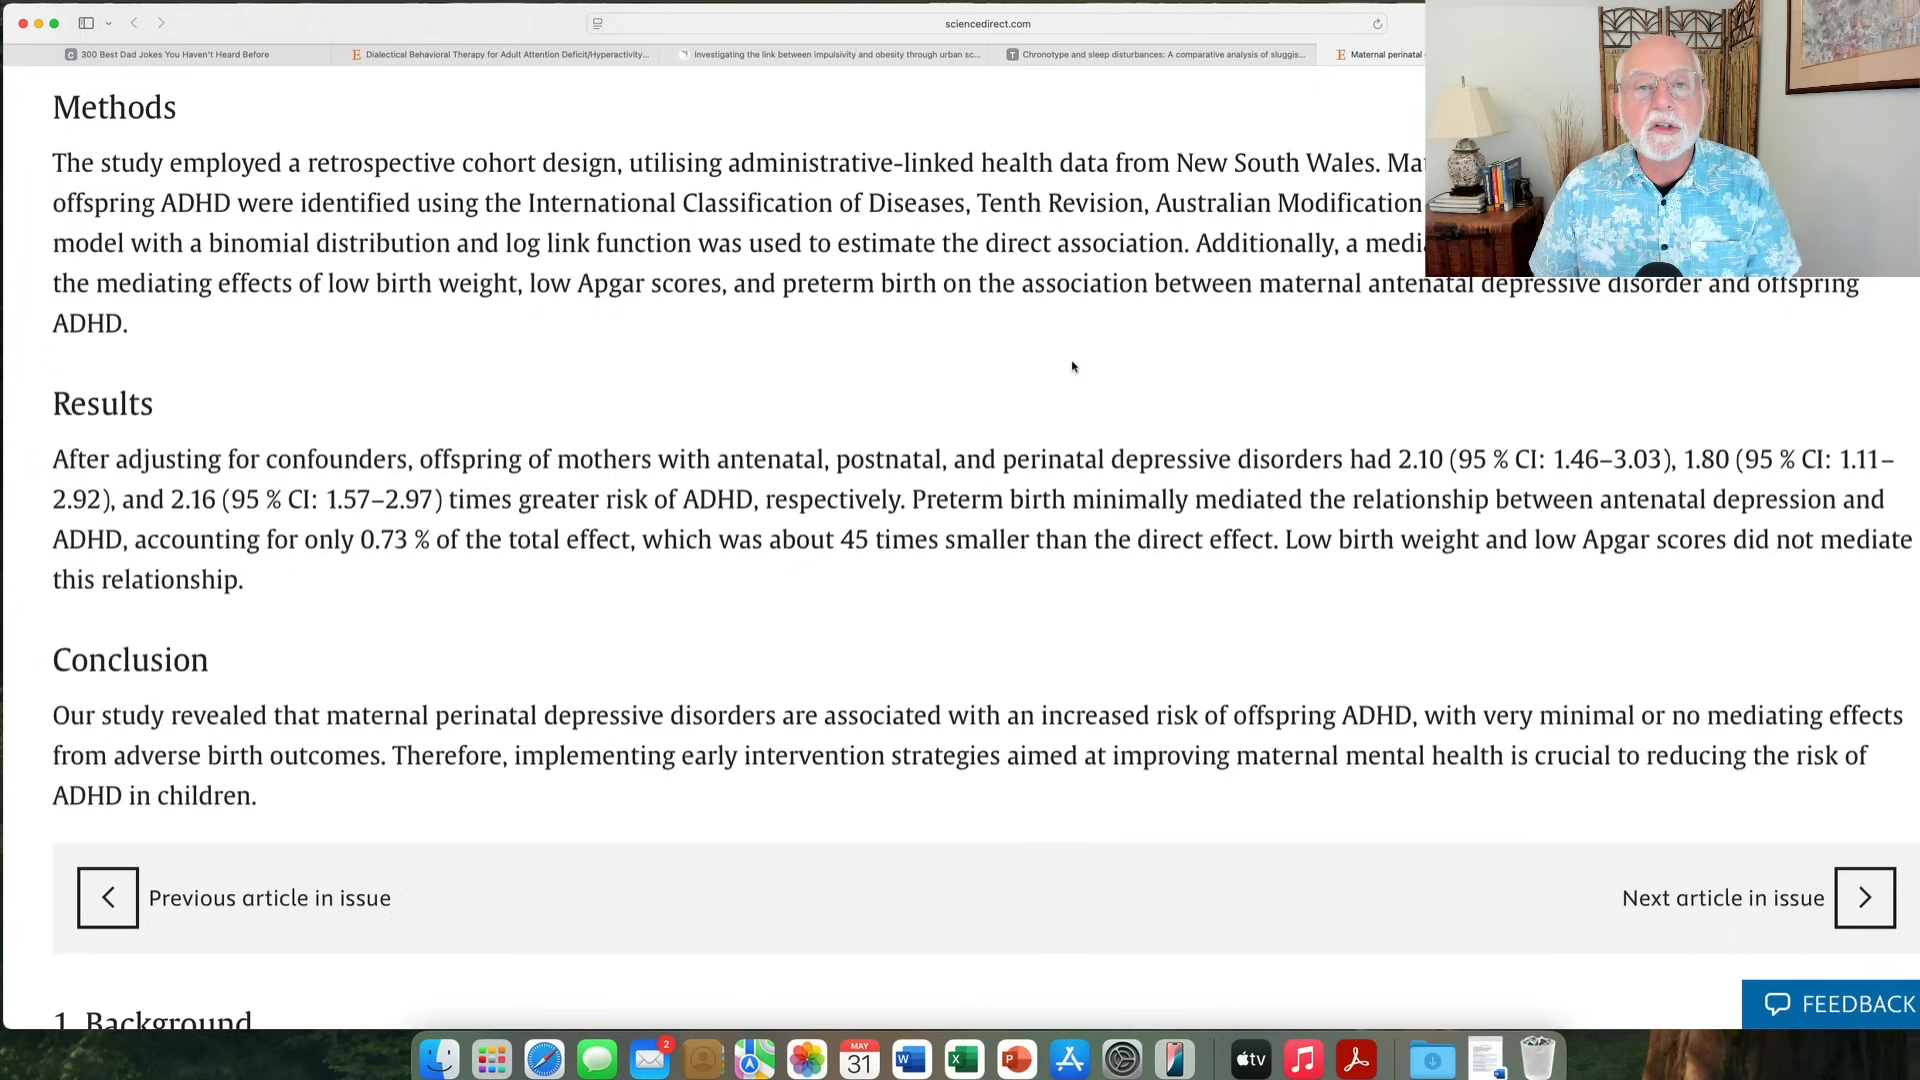 sciencedirect.com
300 Best Dad Jokes You Haven't Heard Before
Dialectical Behavioral Therapy for Adult Attention Deficit/Hyperactivity...
Investigating the link between impulsivity and obesity through urban sc...
Chronotype and sleep disturbances: A comparative analysis of sluggis...
Maternal perinatal
Methods
The study employed a retrospective cohort design, utilising administrative-linked health data from New South Wales. Mat
offspring ADHD were identified using the International Classification of Diseases, Tenth Revision, Australian Modification
model with a binomial distribution and log link function was used to estimate the direct association. Additionally, a medi
the mediating effects of low birth weight, low Apgar scores, and preterm birth on the association between maternal antenatal depressive disorder and offspring
ADHD.
Results
After adjusting for confounders, offspring of mothers with antenatal, postnatal, and perinatal depressive disorders had 2.10 (95 % CI: 1.46–3.03), 1.80 (95 % CI: 1.11–
2.92), and 2.16 (95 % CI: 1.57–2.97) times greater risk of ADHD, respectively. Preterm birth minimally mediated the relationship between antenatal depression and
ADHD, accounting for only 0.73 % of the total effect, which was about 45 times smaller than the direct effect. Low birth weight and low Apgar scores did not mediate
this relationship.
Conclusion
Our study revealed that maternal perinatal depressive disorders are associated with an increased risk of offspring ADHD, with very minimal or no mediating effects
from adverse birth outcomes. Therefore, implementing early intervention strategies aimed at improving maternal mental health is crucial to reducing the risk of
ADHD in children.
Previous article in issue
Next article in issue
FEEDBACK
1. Background
2
MAY
31
tv